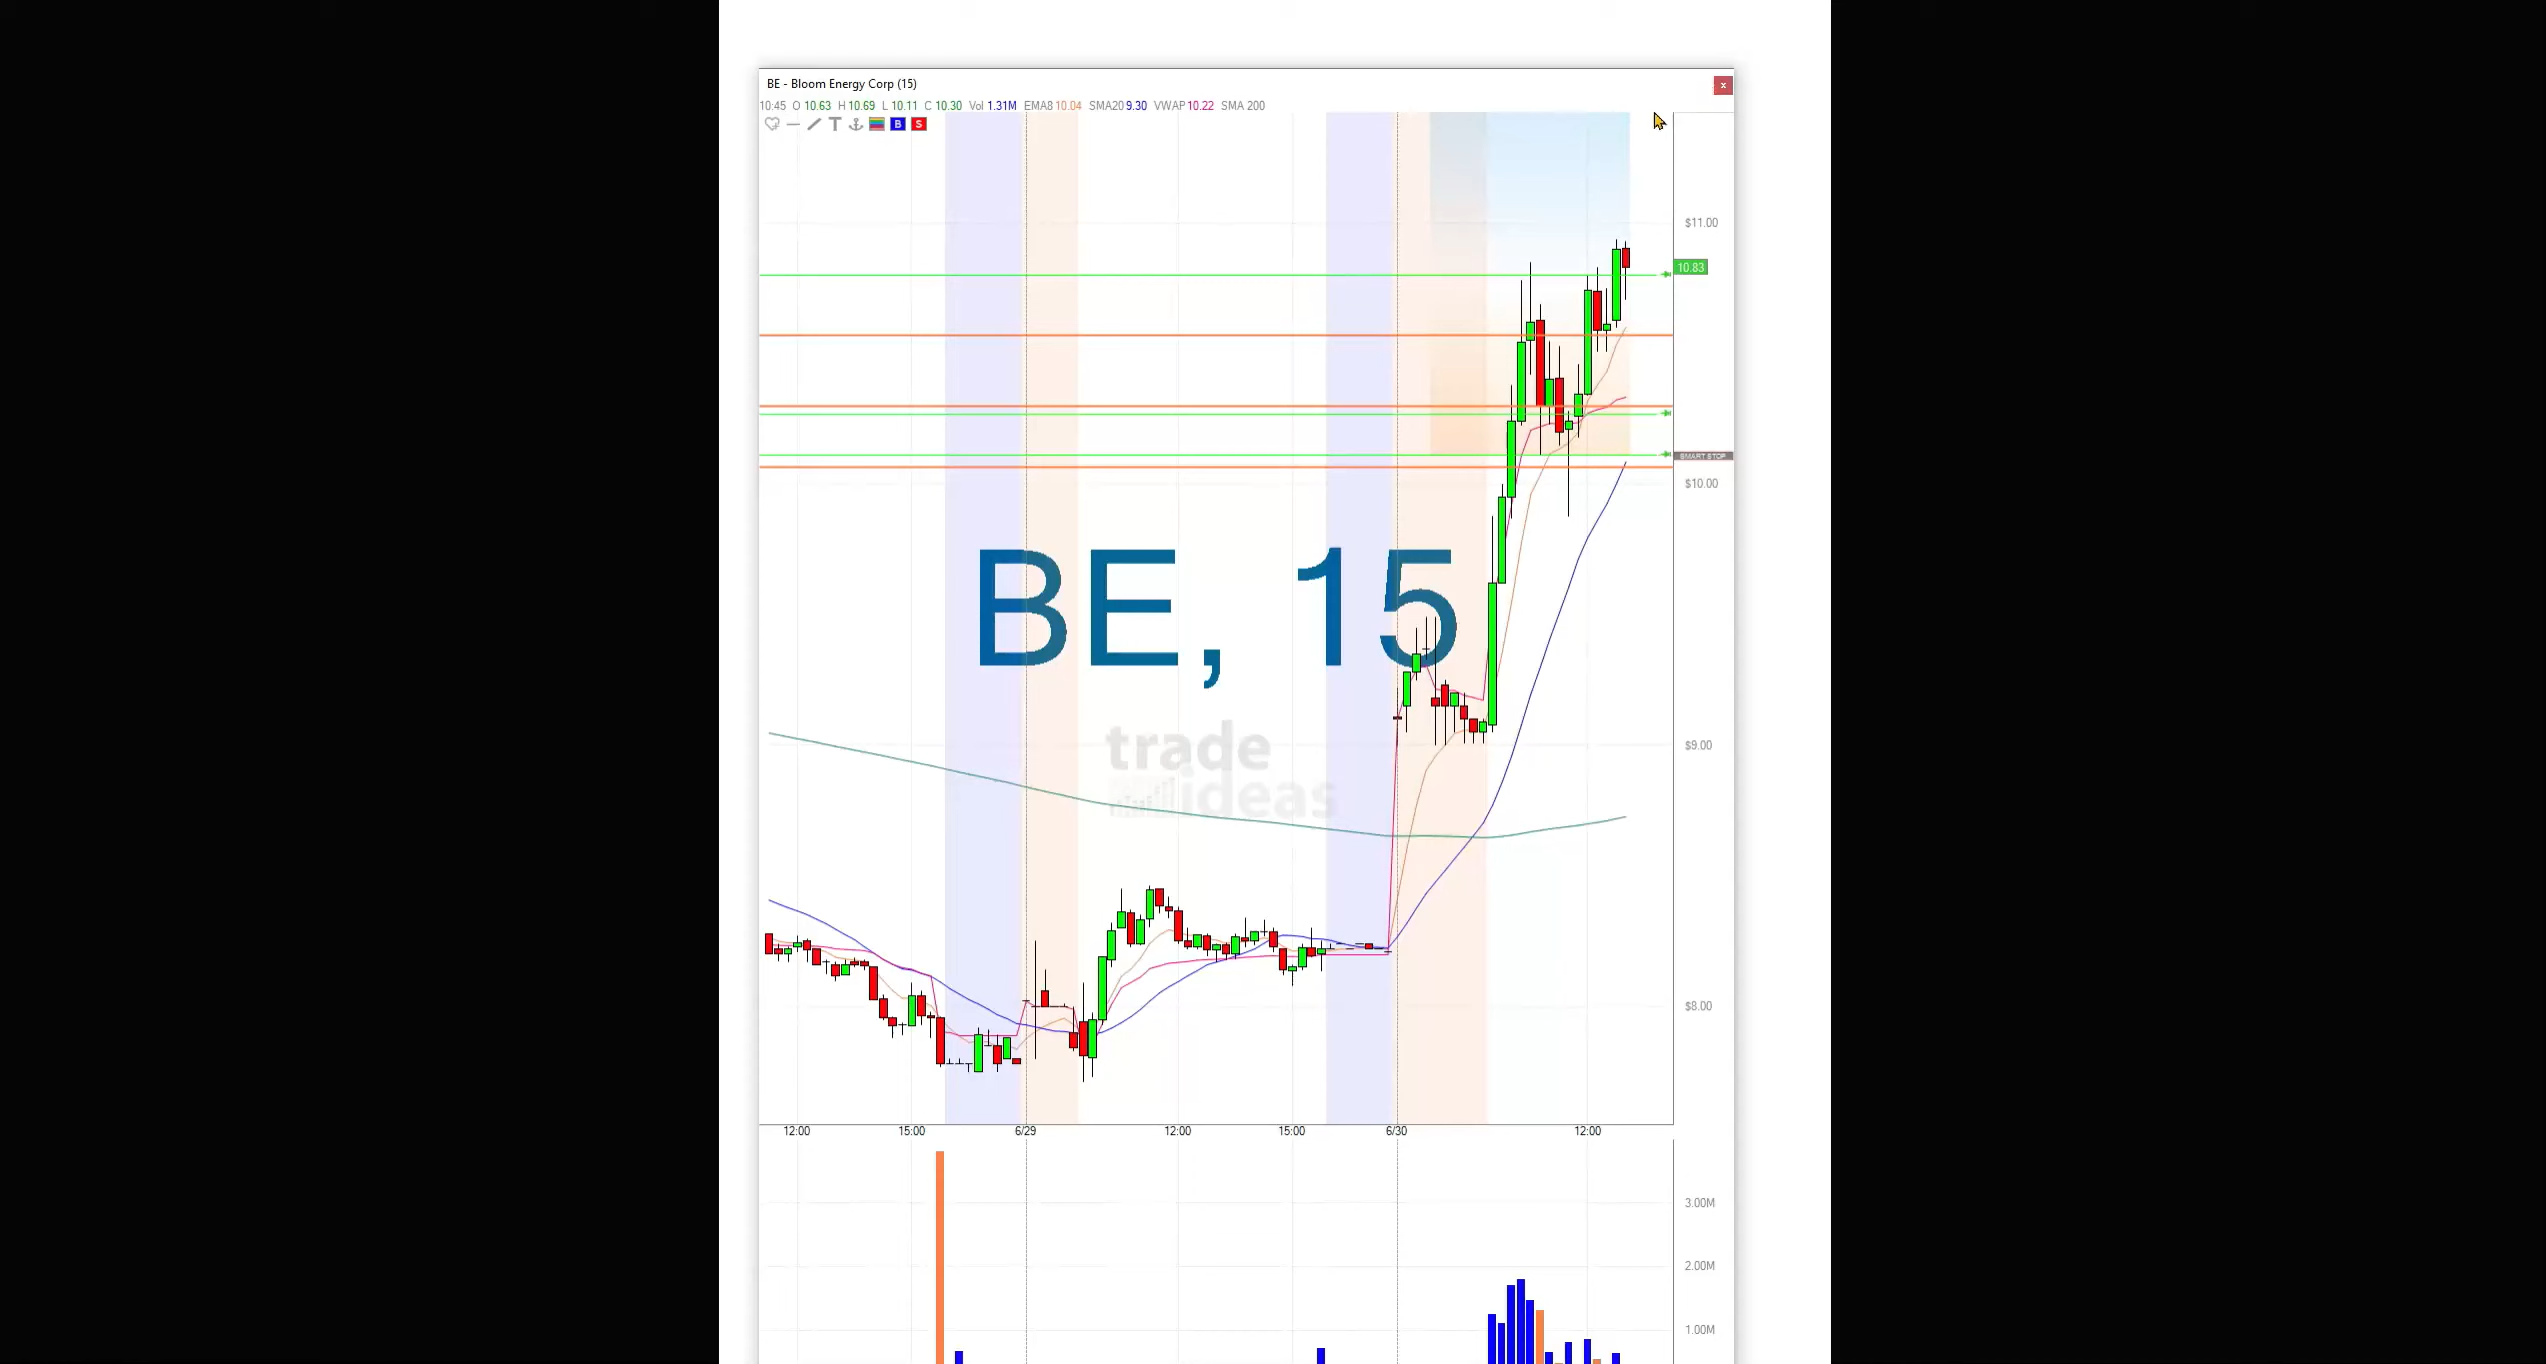 BE - Bloom Energy Corp (15)
x
10:45 O 10.63 H 10.69 L 10.11 C 10.30 Vol 1.31M EMA8 10.04 SMA20 9.30 VWAP 10.22 SMA 200
T B S
$11.00
10.83
SMART STOP
$10.00
BE, 15
trade
ideas
$9.00
$8.00
12:00 15:00 6/29 12:00 15:00 6/30 12:00
3.00M
2.00M
1.00M